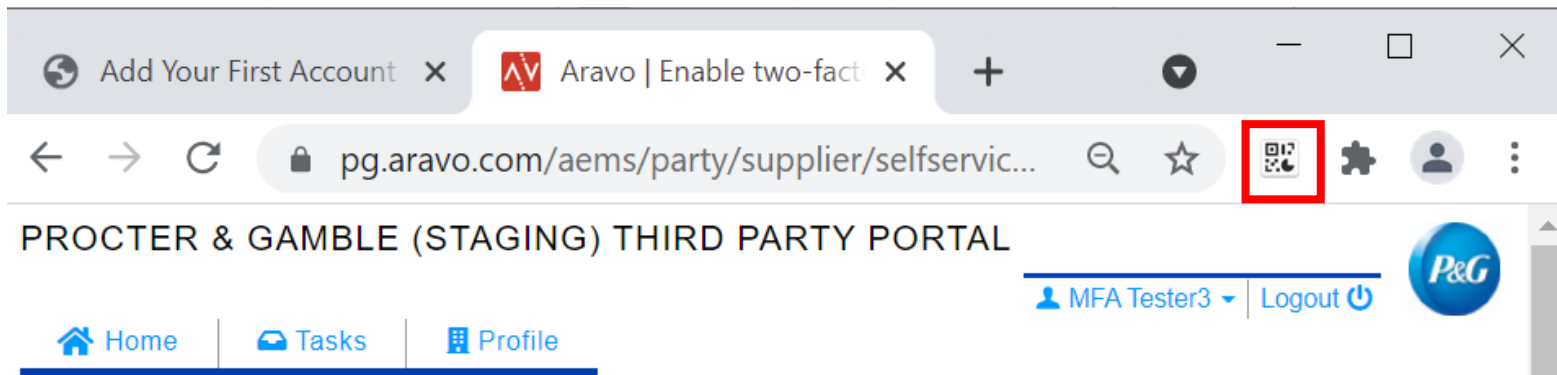 Add Your First Account
Aravo | Enable two-facto
pg.aravo.com/aems/party/supplier/selfservic...
PROCTER & GAMBLE (STAGING) THIRD PARTY PORTAL
P&G
MFA Tester3
Logout
Home
Tasks
Profile